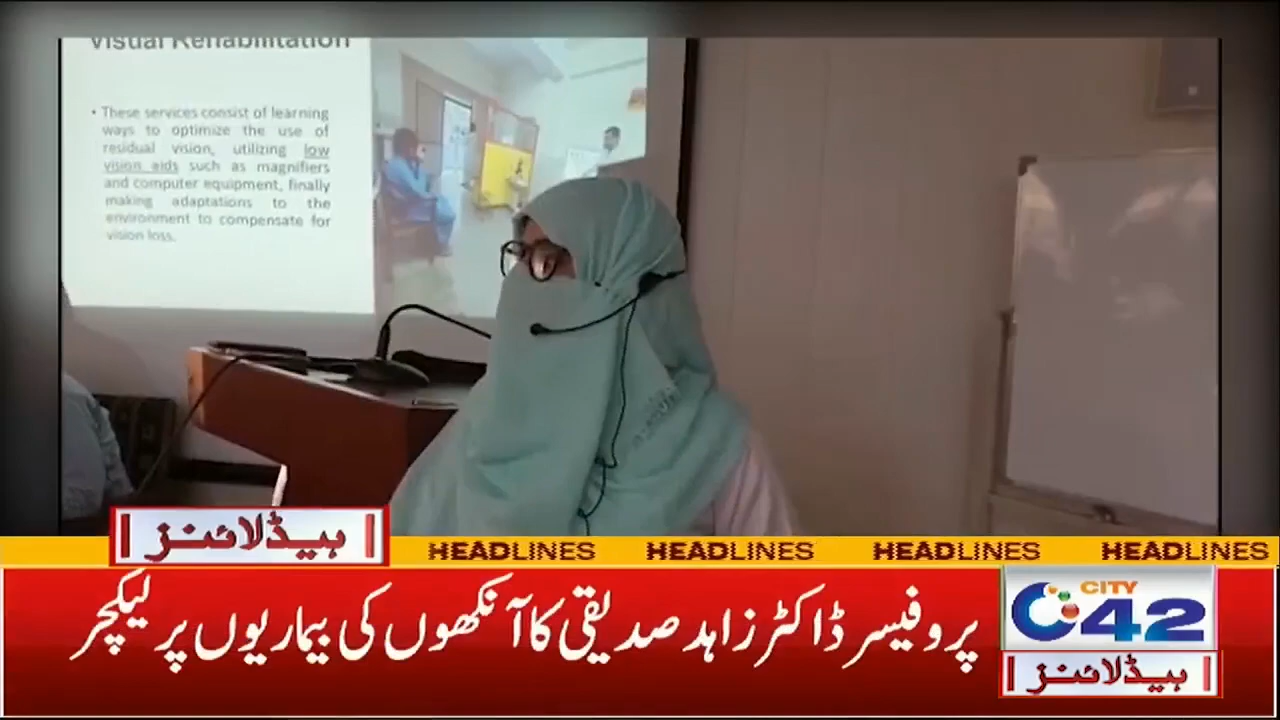 Visual Rehabilitation
• These services consist of learning
ways to optimize the use of
residual vision, utilizing low
vision aids such as magnifiers
and computer equipment, finally
making adaptations to the
environment to compensate for
vision loss.
ہیڈلائنز
HEADLINES HEADLINES HEADLINES HEADLINES
CITY
42
پروفیسر ڈاکٹر زاہد صدیقی کا آنکھوں کی بیماریوں پر لیکچر
ہیڈلائنز